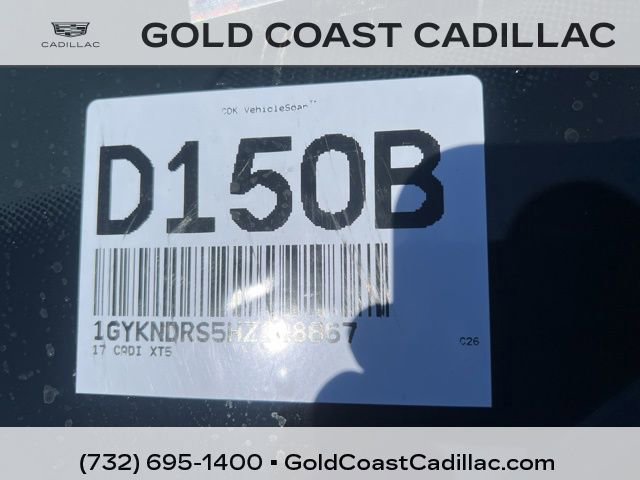 CADILLAC
GOLD COAST CADILLAC
CDK VehicleScan™
D150B
17 CADI XT5
C26
(732) 695-1400 ▪ GoldCoastCadillac.com